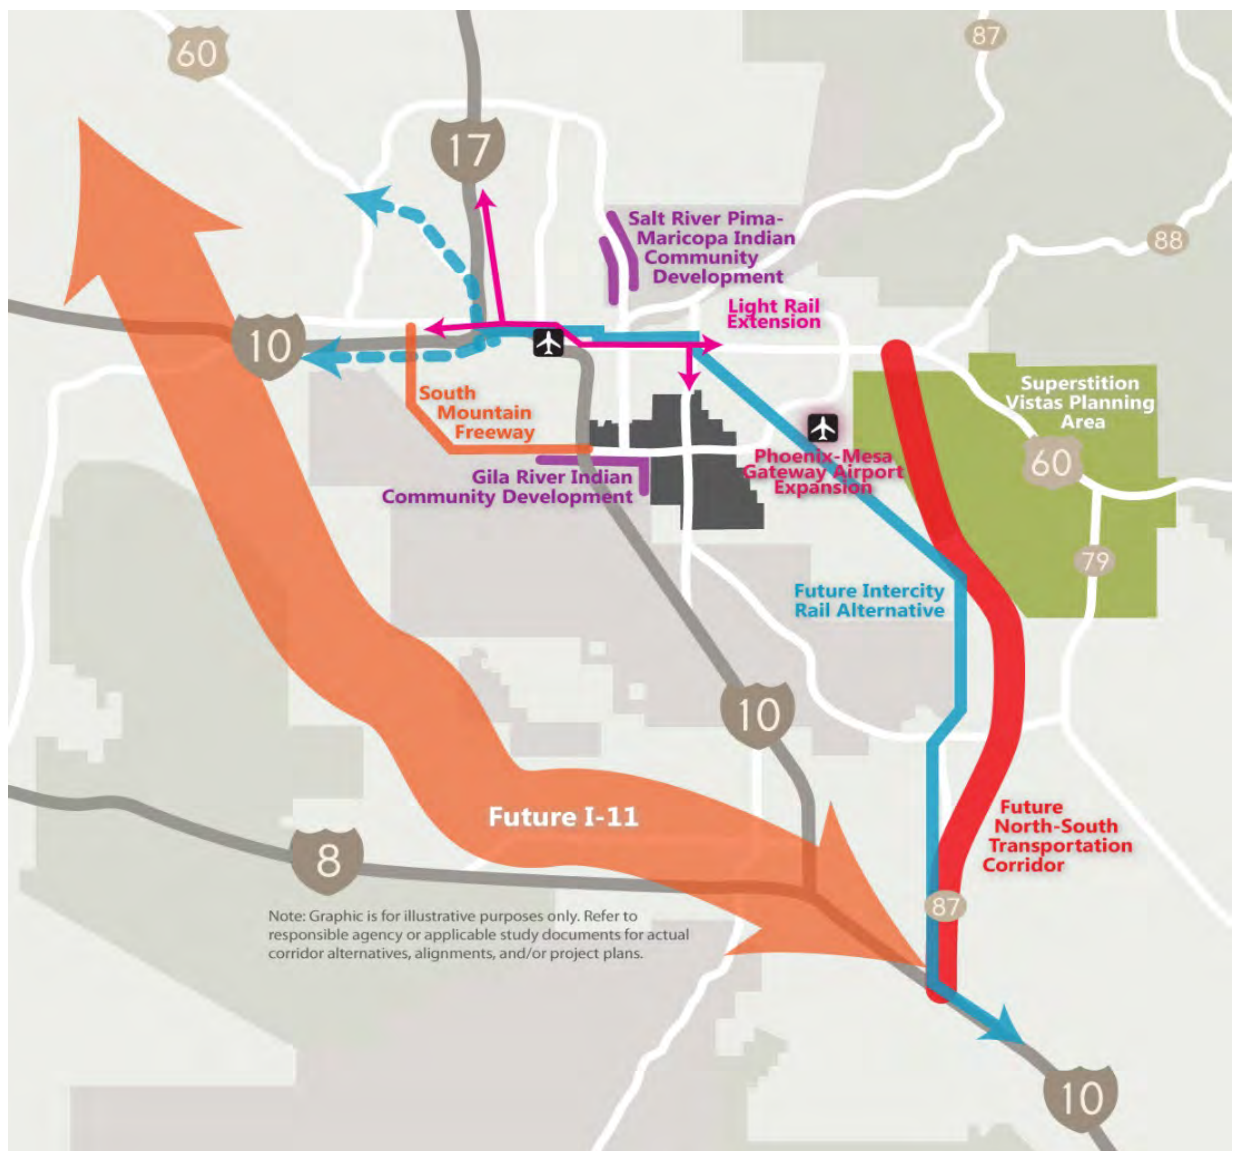 87
60
17
Salt River Pima-
Maricopa Indian
Community
Development
88
Light Rail
Extension
10
South
Mountain
Freeway
Superstition
Vistas Planning
Area
60
Phoenix-Mesa
Gateway Airport
Expansion
Gila River Indian
Community Development
79
Future Intercity
Rail Alternative
10
Future I-11
Future
North-South
Transportation
Corridor
8
87
Note: Graphic is for illustrative purposes only. Refer to
responsible agency or applicable study documents for actual
corridor alternatives, alignments, and/or project plans.
10